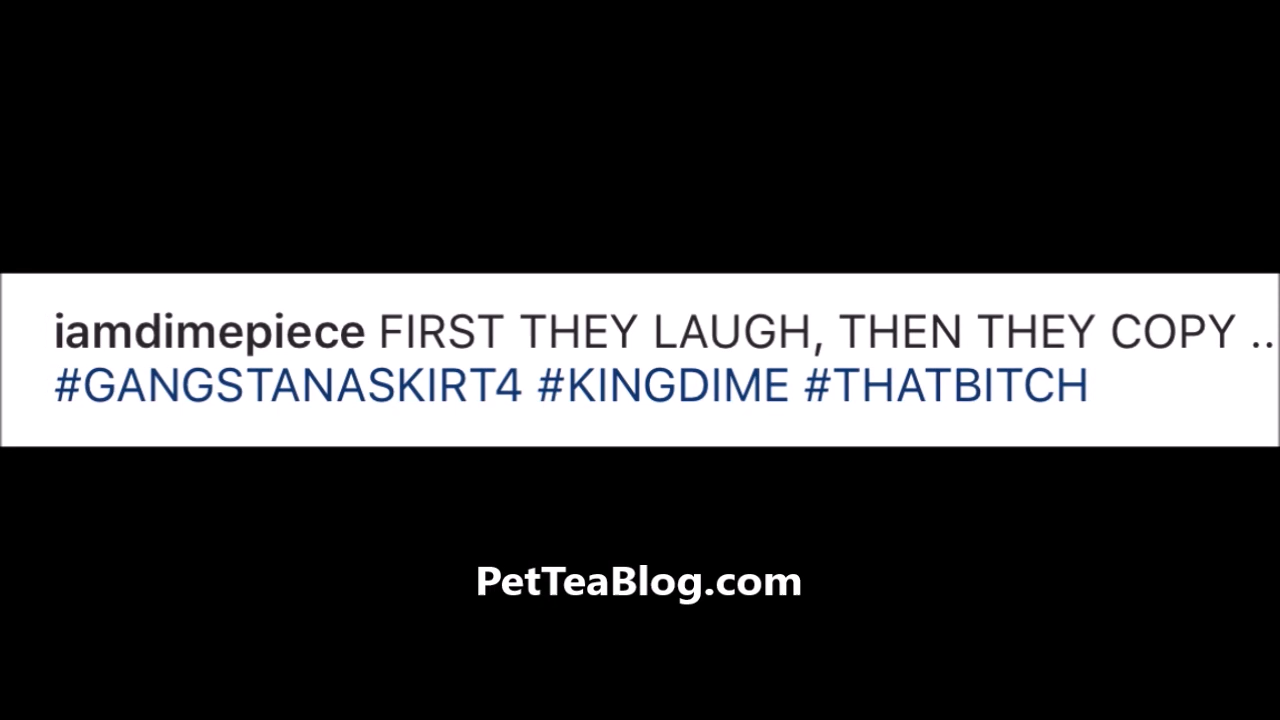 iamdimepiece FIRST THEY LAUGH, THEN THEY COPY ..
#GANGSTANASKIRT4 #KINGDIME #THATBITCH
PetTeaBlog.com